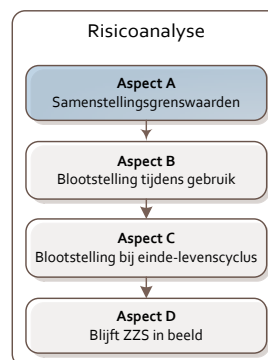 Risicoanalyse
Aspect A
Samenstellingsgrenswaarden
Aspect B
Blootstelling tijdens gebruik
Aspect C
Blootstelling bij einde-levenscyclus
Aspect D
Blijft ZZS in beeld